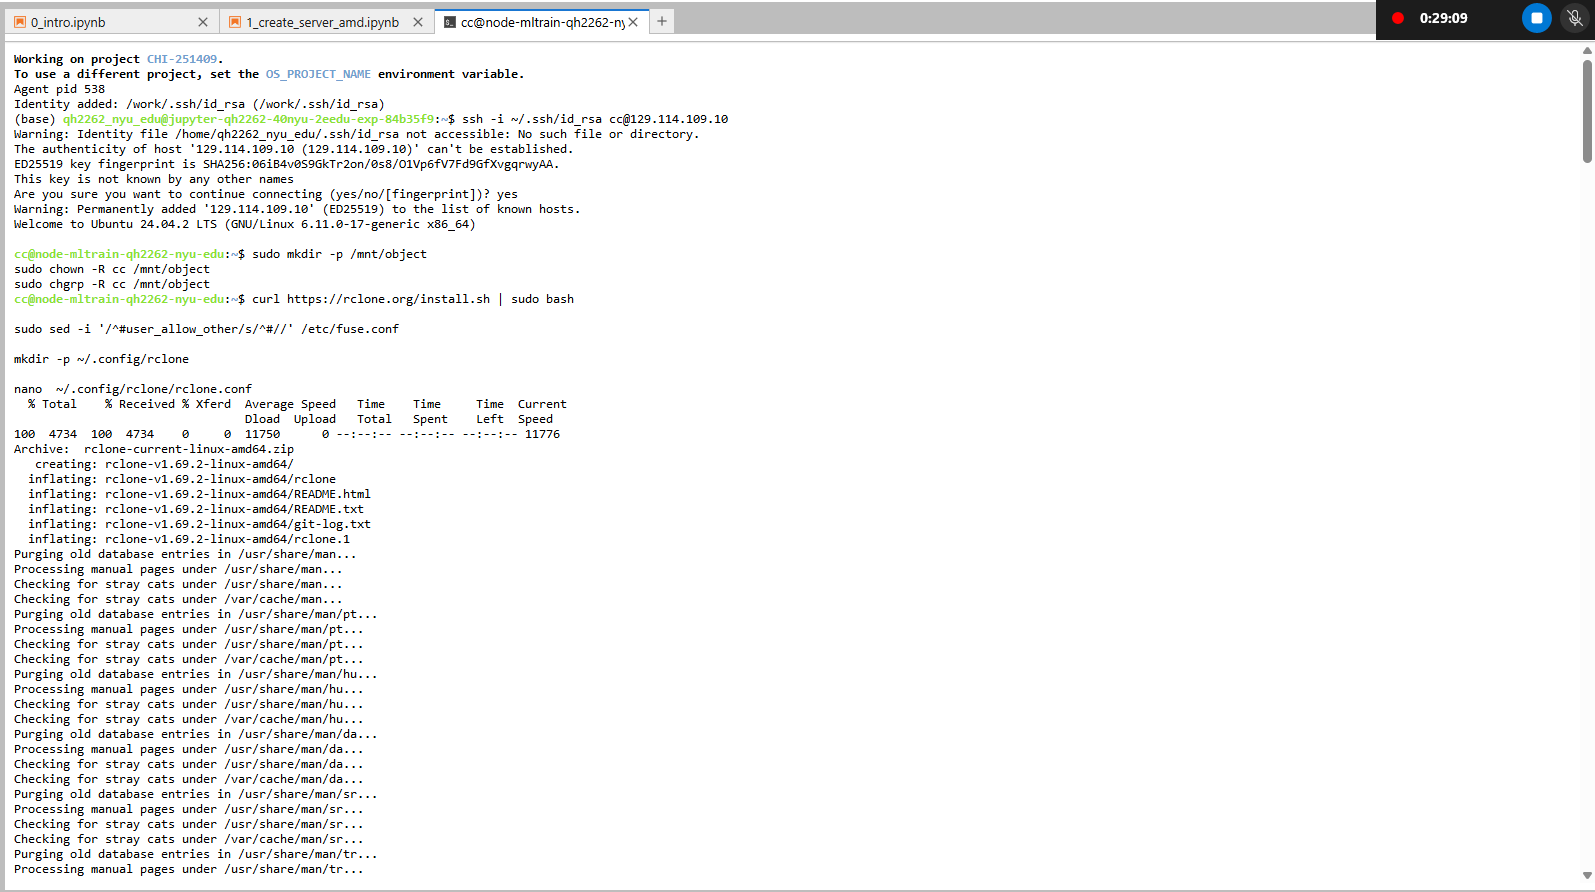 0_intro.ipynb
1_create_server_amd.ipynb
cc@node-mltrain-qh2262-ny
0:29:09
Working on project CHI-251409.
To use a different project, set the OS_PROJECT_NAME environment variable.
Agent pid 538
Identity added: /work/.ssh/id_rsa (/work/.ssh/id_rsa)
(base) qh2262_nyu_edu@jupyter-qh2262-40nyu-2eedu-exp-84b35f9:~$ ssh -i ~/.ssh/id_rsa cc@129.114.109.10
Warning: Identity file /home/qh2262_nyu_edu/.ssh/id_rsa not accessible: No such file or directory.
The authenticity of host '129.114.109.10 (129.114.109.10)' can't be established.
ED25519 key fingerprint is SHA256:06iB4v0S9GkTr2on/0s8/O1Vp6fV7Fd9GfXvgqrwyAA.
This key is not known by any other names
Are you sure you want to continue connecting (yes/no/[fingerprint])? yes
Warning: Permanently added '129.114.109.10' (ED25519) to the list of known hosts.
Welcome to Ubuntu 24.04.2 LTS (GNU/Linux 6.11.0-17-generic x86_64)
cc@node-mltrain-qh2262-nyu-edu:~$ sudo mkdir -p /mnt/object
sudo chown -R cc /mnt/object
sudo chgrp -R cc /mnt/object
cc@node-mltrain-qh2262-nyu-edu:~$ curl https://rclone.org/install.sh | sudo bash
sudo sed -i '/^#user_allow_other/s/^#//' /etc/fuse.conf
mkdir -p ~/.config/rclone
nano  ~/.config/rclone/rclone.conf
% Total    % Received % Xferd  Average Speed   Time    Time     Time  Current
Dload  Upload   Total   Spent    Left  Speed
100  4734  100  4734    0     0  11750      0 --:--:-- --:--:-- --:--:-- 11776
Archive:  rclone-current-linux-amd64.zip
creating: rclone-v1.69.2-linux-amd64/
inflating: rclone-v1.69.2-linux-amd64/rclone
inflating: rclone-v1.69.2-linux-amd64/README.html
inflating: rclone-v1.69.2-linux-amd64/README.txt
inflating: rclone-v1.69.2-linux-amd64/git-log.txt
inflating: rclone-v1.69.2-linux-amd64/rclone.1
Purging old database entries in /usr/share/man...
Processing manual pages under /usr/share/man...
Checking for stray cats under /usr/share/man...
Checking for stray cats under /var/cache/man...
Purging old database entries in /usr/share/man/pt...
Processing manual pages under /usr/share/man/pt...
Checking for stray cats under /usr/share/man/pt...
Checking for stray cats under /var/cache/man/pt...
Purging old database entries in /usr/share/man/hu...
Processing manual pages under /usr/share/man/hu...
Checking for stray cats under /usr/share/man/hu...
Checking for stray cats under /var/cache/man/hu...
Purging old database entries in /usr/share/man/da...
Processing manual pages under /usr/share/man/da...
Checking for stray cats under /usr/share/man/da...
Checking for stray cats under /var/cache/man/da...
Purging old database entries in /usr/share/man/sr...
Processing manual pages under /usr/share/man/sr...
Checking for stray cats under /usr/share/man/sr...
Checking for stray cats under /var/cache/man/sr...
Purging old database entries in /usr/share/man/tr...
Processing manual pages under /usr/share/man/tr...